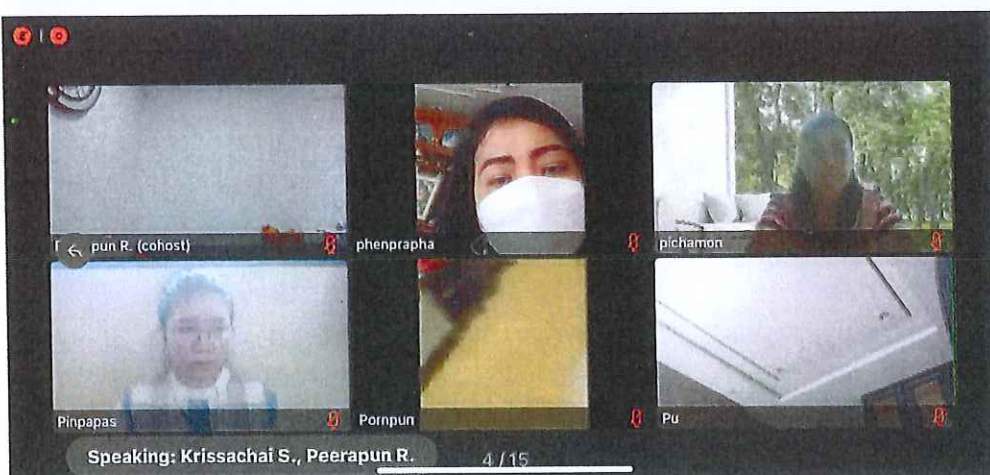 pun R. (cohost)
phenprapha
pichamon
Pinpapas
Pornpun
Pu
Speaking: Krissachai S., Peerapun R.
4/15